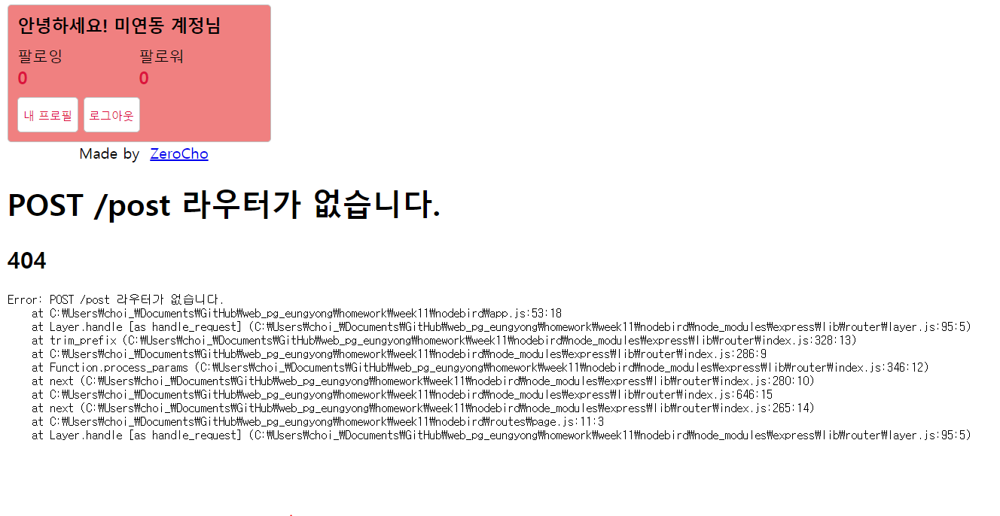 안녕하세요! 미연동 계정님
팔로잉 팔로워
0 0
내 프로필 로그아웃
Made by ZeroCho
POST /post 라우터가 없습니다.
404
Error: POST /post 라우터가 없습니다.
at C:₩Users₩choi_₩Documents₩GitHub₩web_pg_eungyong₩homework₩week11₩nodebird₩app.js:53:18
at Layer.handle [as handle_request] (C:₩Users₩choi_₩Documents₩GitHub₩web_pg_eungyong₩homework₩week11₩nodebird₩node_modules₩express₩lib₩router₩layer.js:95:5)
at trim_prefix (C:₩Users₩choi_₩Documents₩GitHub₩web_pg_eungyong₩homework₩week11₩nodebird₩node_modules₩express₩lib₩router₩index.js:328:13)
at C:₩Users₩choi_₩Documents₩GitHub₩web_pg_eungyong₩homework₩week11₩nodebird₩node_modules₩express₩lib₩router₩index.js:286:9
at Function.process_params (C:₩Users₩choi_₩Documents₩GitHub₩web_pg_eungyong₩homework₩week11₩nodebird₩node_modules₩express₩lib₩router₩index.js:346:12)
at next (C:₩Users₩choi_₩Documents₩GitHub₩web_pg_eungyong₩homework₩week11₩nodebird₩node_modules₩express₩lib₩router₩index.js:280:10)
at C:₩Users₩choi_₩Documents₩GitHub₩web_pg_eungyong₩homework₩week11₩nodebird₩node_modules₩express₩lib₩router₩index.js:646:15
at next (C:₩Users₩choi_₩Documents₩GitHub₩web_pg_eungyong₩homework₩week11₩nodebird₩node_modules₩express₩lib₩router₩index.js:265:14)
at C:₩Users₩choi_₩Documents₩GitHub₩web_pg_eungyong₩homework₩week11₩nodebird₩routes₩page.js:11:3
at Layer.handle [as handle_request] (C:₩Users₩choi_₩Documents₩GitHub₩web_pg_eungyong₩homework₩week11₩nodebird₩node_modules₩express₩lib₩router₩layer.js:95:5)